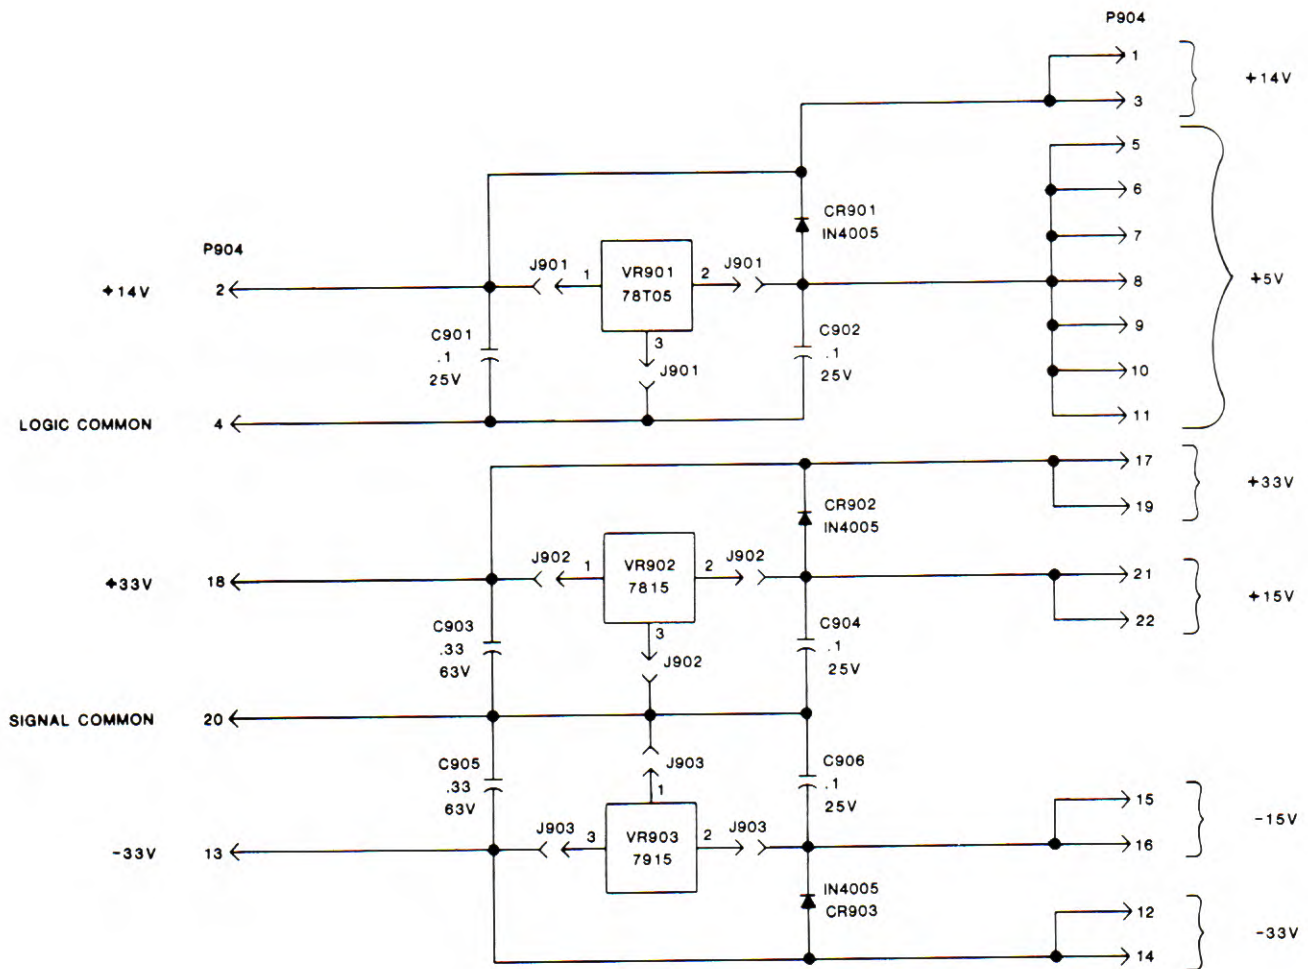 P904
1
+14V
3
5
6
CR901
IN4005
7
P904
J901 1 VR901 2 J901
78T05
+14V 2
8
+5V
3
C901
.1
25V
C902
.1
25V
9
J901
10
11
LOGIC COMMON 4
17
+33V
CR902
IN4005
19
J902 1 VR902 2 J902
7815
+33V 18
21
+15V
3
C903
.33
63V
C904
.1
25V
22
J902
SIGNAL COMMON 20
C905
.33
63V
J903
1
C906
.1
25V
15
-15V
J903 3 VR903 2 J903
7915
-33V 13
16
IN4005
CR903
12
-33V
14